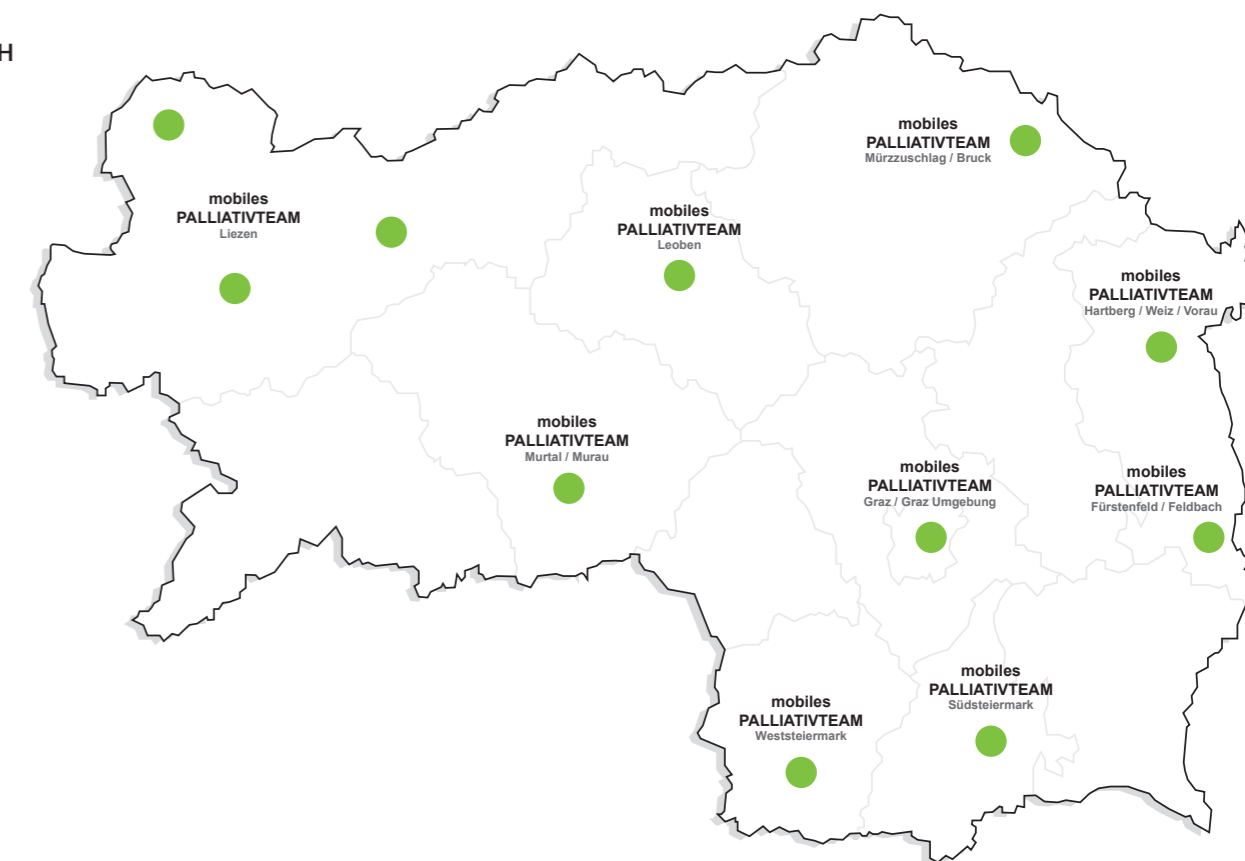 H
mobiles
PALLIATIVTEAM
Mürzzuschlag / Bruck
mobiles
PALLIATIVTEAM
Liezen
mobiles
PALLIATIVTEAM
Leoben
mobiles
PALLIATIVTEAM
Hartberg / Weiz / Vorau
mobiles
PALLIATIVTEAM
Murtal / Murau
mobiles
PALLIATIVTEAM
Graz / Graz Umgebung
mobiles
PALLIATIVTEAM
Fürstenfeld / Feldbach
mobiles
PALLIATIVTEAM
Südsteiermark
mobiles
PALLIATIVTEAM
Weststeiermark